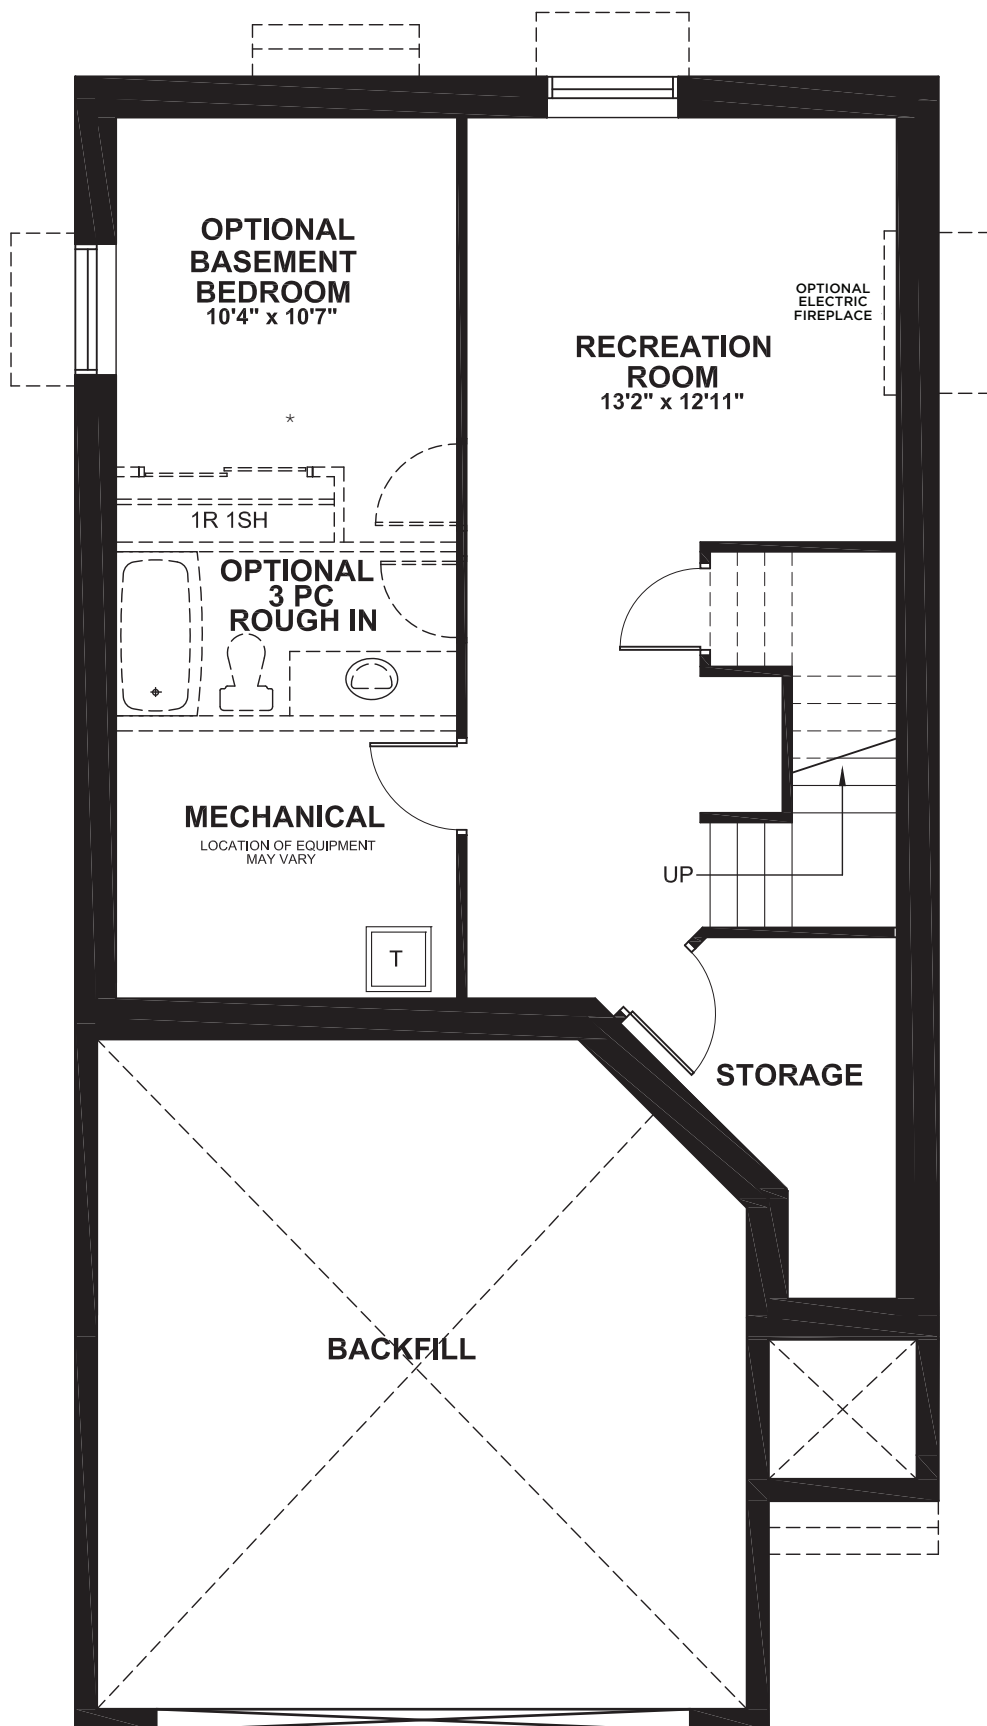 OPTIONAL
BASEMENT
BEDROOM
10'4" x 10'7"
*
OPTIONAL
ELECTRIC
FIREPLACE
RECREATION
ROOM
13'2" x 12'11"
1R 1SH
OPTIONAL
3 PC
ROUGH IN
MECHANICAL
LOCATION OF EQUIPMENT
MAY VARY
UP
T
STORAGE
BACKFILL